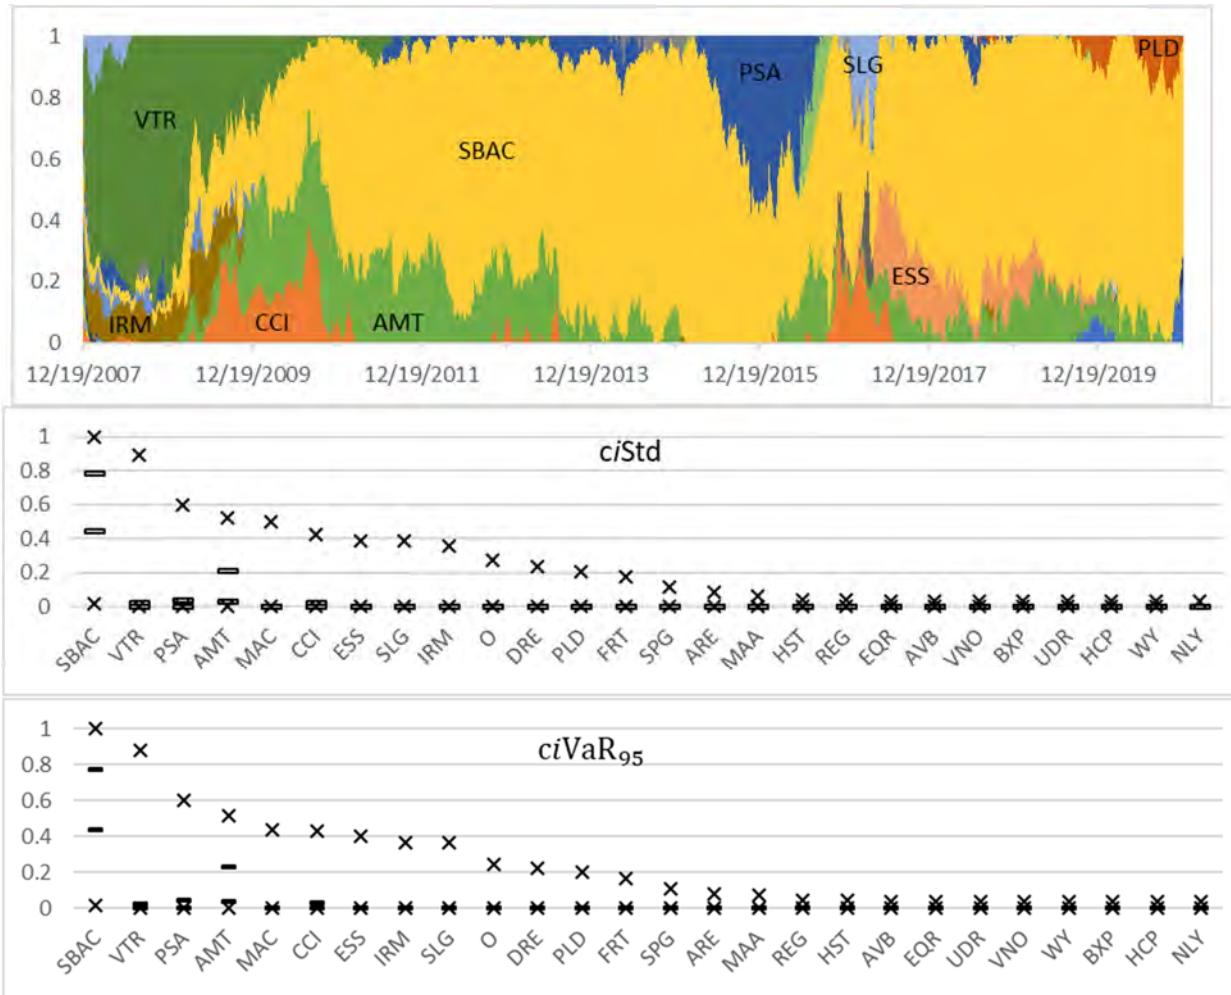 1
0.8
0.6
0.4
0.2
0
VTR
SBAC
PSA
SLG
PLD
IRM
CCI
AMT
ESS
12/19/2007 12/19/2009 12/19/2011 12/19/2013 12/19/2015 12/19/2017 12/19/2019
ciStd
1
0.8
0.6
0.4
0.2
0
SBAC VTR PSA AMT MAC CCI ESS SLG IRM O DRE PLD FRT SPG ARE MAA HST REG EQR AVB VNO BXP UDR HCP WY NLY
ciVaR95
1
0.8
0.6
0.4
0.2
0
SBAC VTR PSA AMT MAC CCI ESS IRM SLG O DRE PLD FRT SPG ARE MAA REG HST AVB EQR UDR VNO WY BXP HCP NLY